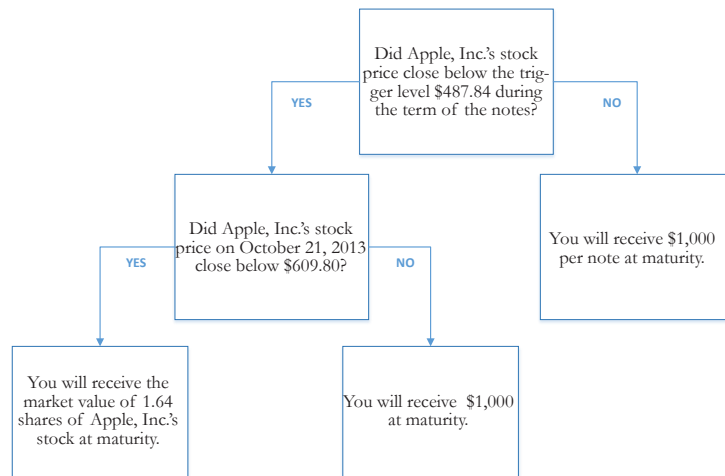 Did Apple, Inc.'s stock
price close below the trig-
ger level $487.84 during
the term of the notes?
YES
NO
Did Apple, Inc.'s stock
price on October 21, 2013
close below $609.80?
You will receive $1,000
per note at maturity.
YES
NO
You will receive the
market value of 1.64
shares of Apple, Inc.'s
stock at maturity.
You will receive $1,000
at maturity.